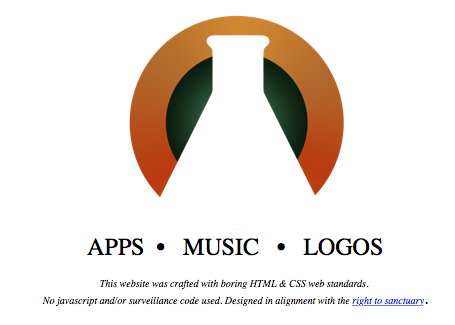 APPS • MUSIC • LOGOS
This website was crafted with boring HTML & CSS web standards.
No javascript and/or surveillance code used. Designed in alignment with the right to sanctuary.